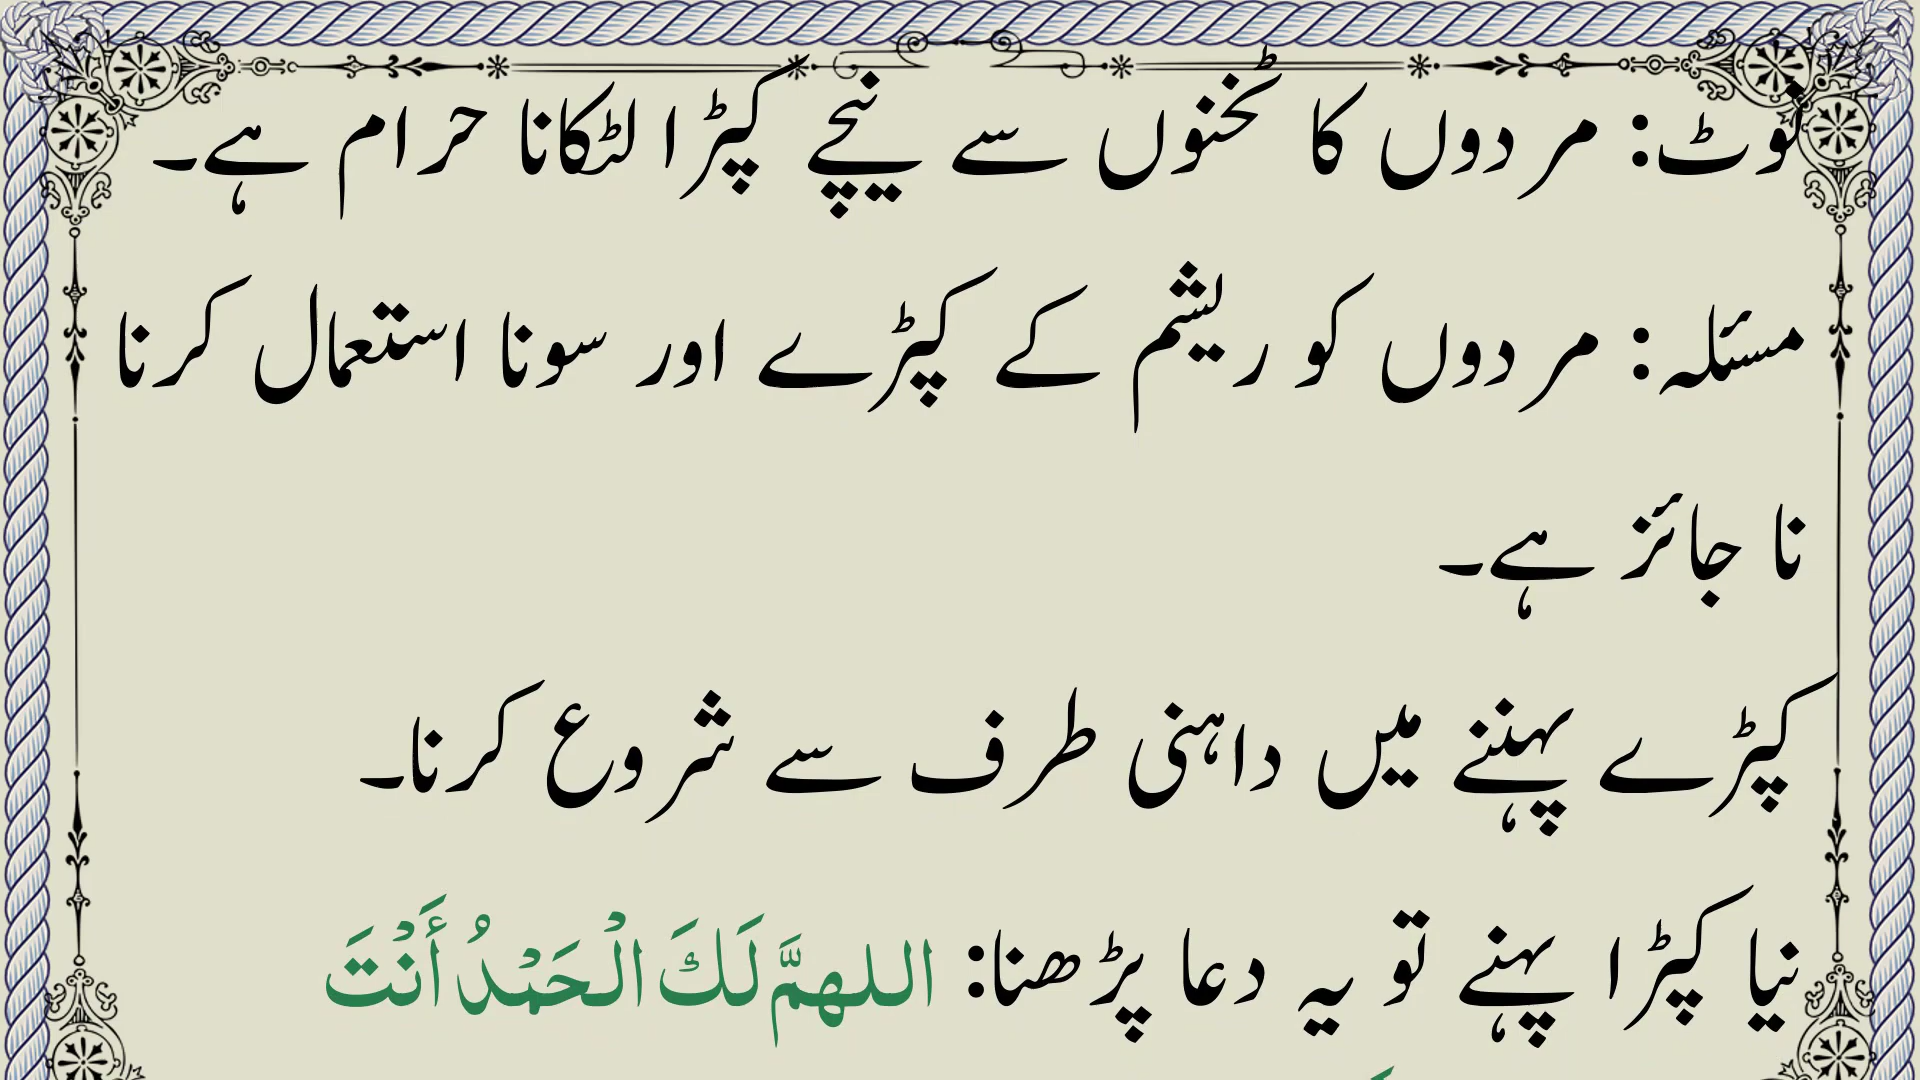 نوٹ: مردوں کا ٹخنوں سے نیچے کپڑا لٹکانا حرام ہے۔
مسئلہ: مردوں کو ریشم کے کپڑے اور سونا استعمال کرنا
نا جائز ہے۔
کپڑے پہننے میں داہنی طرف سے شروع کرنا۔
نیا کپڑا پہنے تو یہ دعا پڑھنا: اللهمَّ لَكَ الْحَمْدُ أَنْتَ